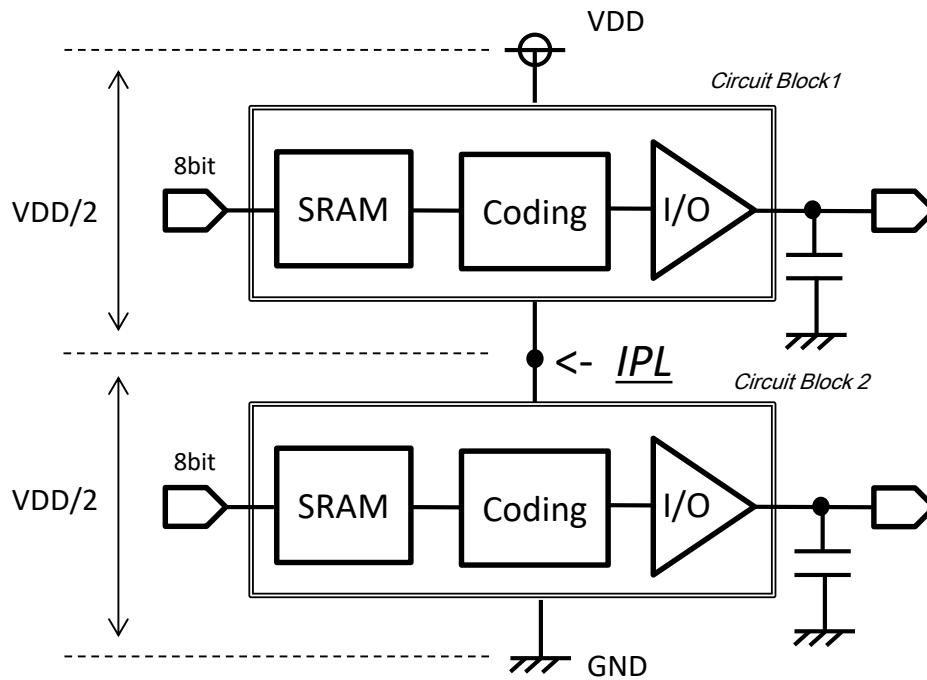 VDD
Circuit Block1
8bit
VDD/2
SRAM
Coding
I/O
<- IPL
Circuit Block 2
8bit
VDD/2
SRAM
Coding
I/O
GND